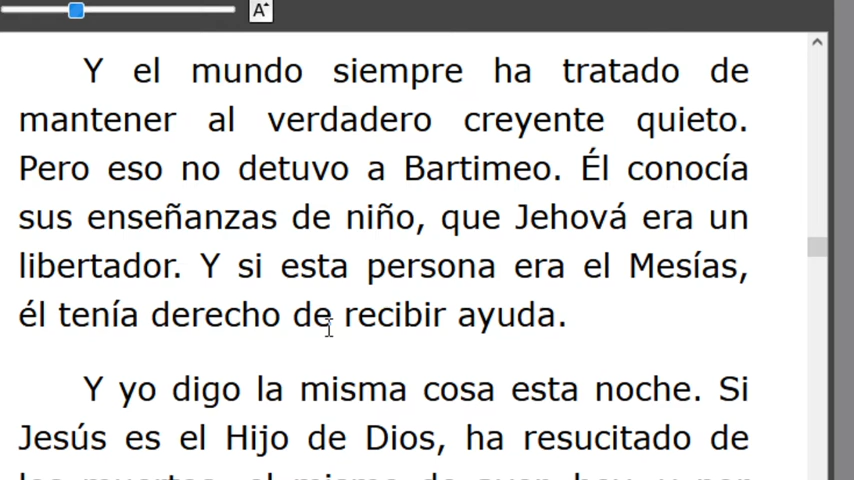 A
Y el mundo siempre ha tratado de
mantener al verdadero creyente quieto.
Pero eso no detuvo a Bartimeo. Él conocía
sus enseñanzas de niño, que Jehová era un
libertador. Y si esta persona era el Mesías,
él tenía derecho de recibir ayuda.
Y yo digo la misma cosa esta noche. Si
Jesús es el Hijo de Dios, ha resucitado de